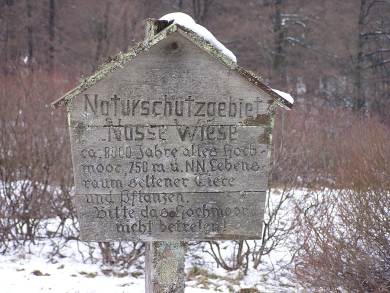 Naturschutzgebiet
Nasse Wiese
ca. 8000 Jahre altes Hoch-
moor, 750 m ü. NN. Lebens-
raum seltener Tiere
und Pflanzen.
Bitte das Hochmoor
nicht betreten!